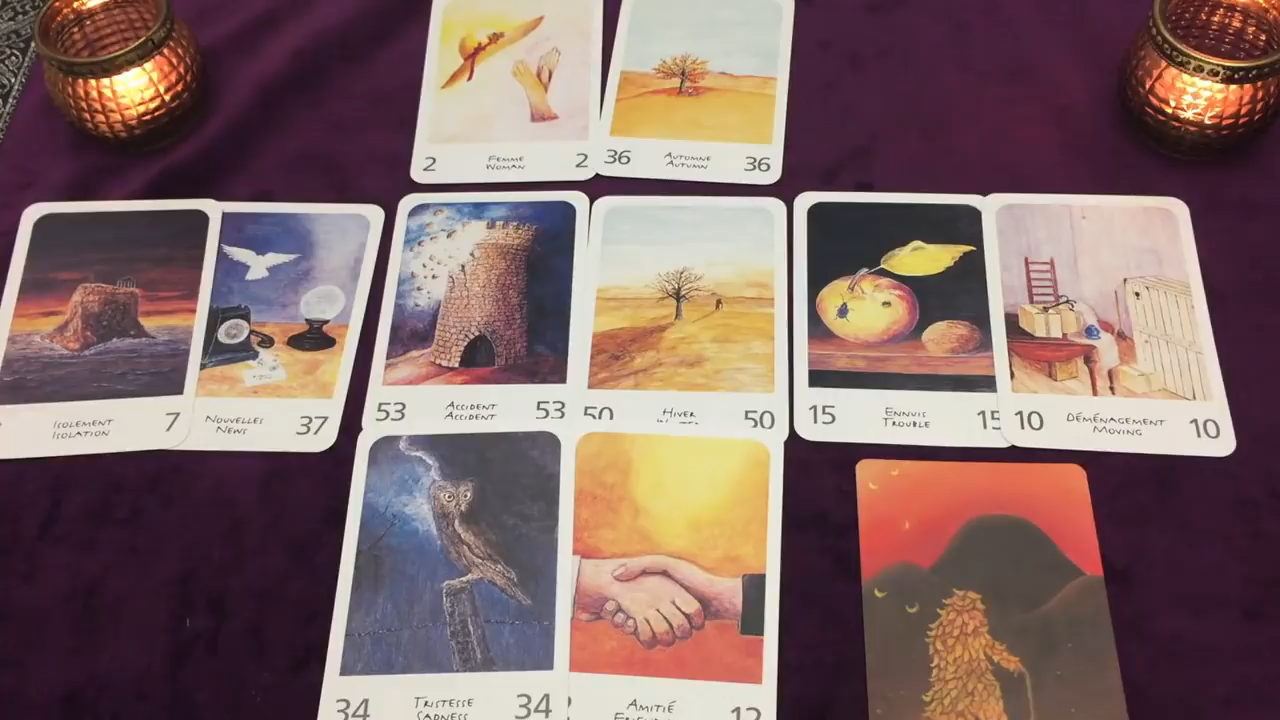 2 FEMME 2
WOMAN
36 AUTOMNE 36
AUTUMN
ISOLEMENT 7
ISOLATION
NOUVELLES 37
NEWS
53 ACCIDENT 53
ACCIDENT
50 HIVER 50
15 ENNUIS 15
TROUBLE
10 DÉMÉNAGEMENT 10
MOVING
34 TRISTESSE 34
SADNESS
AMITIÉ 12